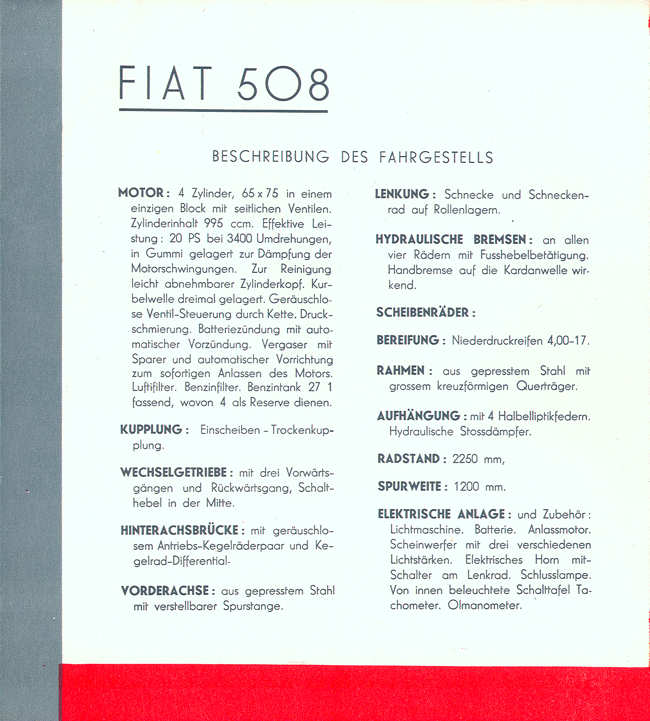 FIAT 508
BESCHREIBUNG DES FAHRGESTELLS
MOTOR : 4 Zylinder, 65 x 75 in einem
einzigen Block mit seitlichen Ventilen.
Zylinderinhalt 995 ccm. Effektive Lei-
stung : 20 PS bei 3400 Umdrehungen,
in Gummi gelagert zur Dämpfung der
Motorschwingungen. Zur Reinigung
leicht abnehmbarer Zylinderkopf. Kur-
belwelle dreimal gelagert. Geräuschlo-
se Ventil-Steuerung durch Kette. Druck-
schmierung. Batteriezündung mit auto-
matischer Vorzündung. Vergaser mit
Sparer und automatischer Vorrichtung
zum sofortigen Anlassen des Motors.
Luftifilter. Benzinfilter. Benzintank 27 1
fassend, wovon 4 als Reserve dienen.
KUPPLUNG : Einscheiben - Trockenkup-
plung.
WECHSELGETRIEBE : mit drei Vorwärts-
gängen und Rückwärtsgang, Schalt-
hebel in der Mitte.
HINTERACHSBRÜCKE : mit geräuschlo-
sem Antriebs-Kegelräderpaar und Ke-
gelrad-Differential-
VORDERACHSE : aus gepresstem Stahl
mit verstellbarer Spurstange.
LENKUNG : Schnecke und Schnecken-
rad auf Rollenlagern.
HYDRAULISCHE BREMSEN : an allen
vier Rädern mit Fusshebelbetätigung.
Handbremse auf die Kardanwelle wir-
kend.
SCHEIBENRÄDER :
BEREIFUNG : Niederdruckreifen 4,00-17.
RAHMEN : aus gepresstem Stahl mit
grossem kreuzförmigen Querträger.
AUFHÄNGUNG : mit 4 Halbelliptikfedern.
Hydraulische Stossdämpfer.
RADSTAND : 2250 mm,
SPURWEITE : 1200 mm.
ELEKTRISCHE ANLAGE : und Zubehör :
Lichtmaschine. Batterie. Anlassmotor.
Scheinwerfer mit drei verschiedenen
Lichtstärken. Elektrisches Horn mit-
Schalter am Lenkrad. Schlusslampe.
Von innen beleuchtete Schalttafel Ta-
chometer. Olmanometer.